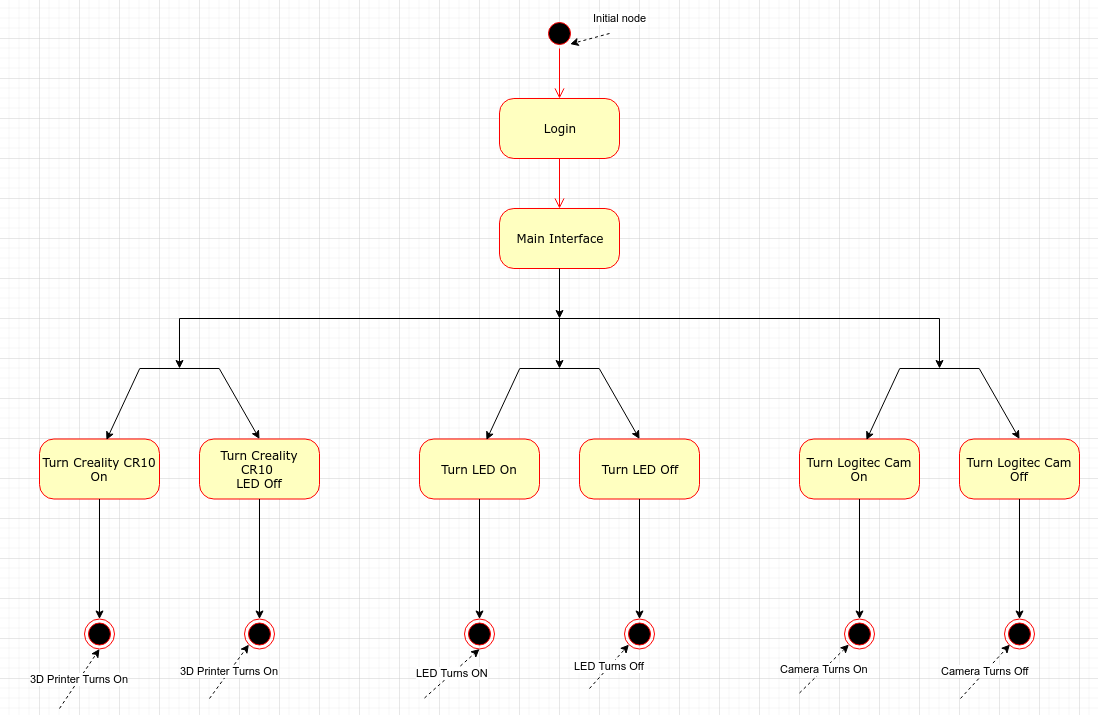 Initial node
Login
Main Interface
Turn Creality CR10
On
Turn Creality
CR10
LED Off
Turn LED On
Turn LED Off
Turn Logitec Cam
On
Turn Logitec Cam
Off
3D Printer Turns On
3D Printer Turns On
LED Turns ON
LED Turns Off
Camera Turns On
Camera Turns Off